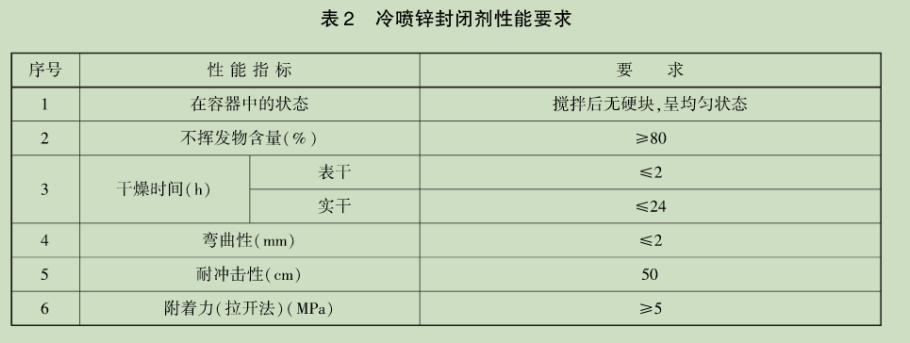 表2 冷喷锌封闭剂性能要求
序号 性能指标 要求
1 在容器中的状态 搅拌后无硬块,呈均匀状态
2 不挥发物含量(%) ≥80
3 干燥时间(h) 表干 ≤2
实干 ≤24
4 弯曲性(mm) ≤2
5 耐冲击性(cm) 50
6 附着力(拉开法)(MPa) ≥5